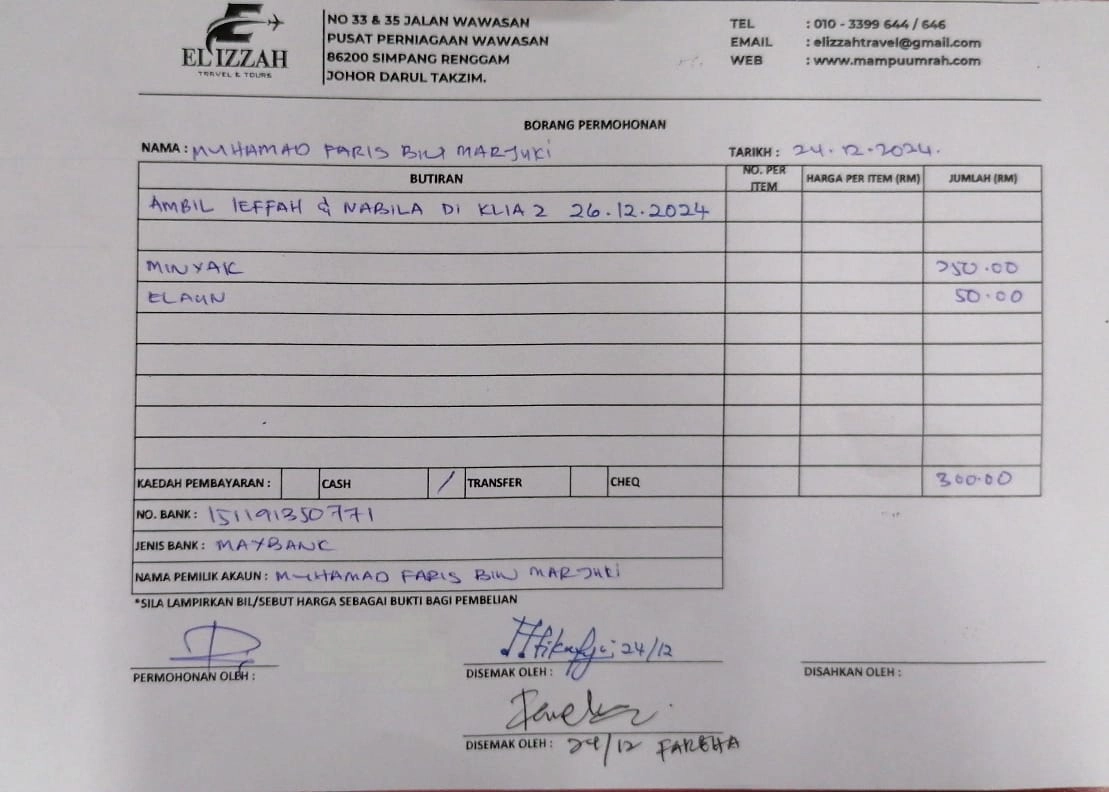 ELIZZAH
TRAVEL & TOURS
NO 33 & 35 JALAN WAWASAN
PUSAT PERNIAGAAN WAWASAN
86200 SIMPANG RENGGAM
JOHOR DARUL TAKZIM.
TEL : 010 - 3399 644 / 646
EMAIL : elizzahtravel@gmail.com
WEB : www.mampuumrah.com
BORANG PERMOHONAN
NAMA : MUHAMAD FARIS BIN MARJUKI
TARIKH : 24.12.2024.
BUTIRAN NO. PER ITEM HARGA PER ITEM (RM) JUMLAH (RM)
AMBIL IEFFAH & NABILA DI KLIA 2 26.12.2024
MINYAK 250.00
ELAUN 50.00
KAEDAH PEMBAYARAN : CASH / TRANSFER CHEQ 300.00
NO. BANK : 151191350771
JENIS BANK : MAYBANK
NAMA PEMILIK AKAUN : MUHAMAD FARIS BIN MARJUKI
*SILA LAMPIRKAN BIL/SEBUT HARGA SEBAGAI BUKTI BAGI PEMBELIAN
24/12
PERMOHONAN OLEH :
DISEMAK OLEH :
DISAHKAN OLEH :
DISEMAK OLEH : 24/12 FAREHA